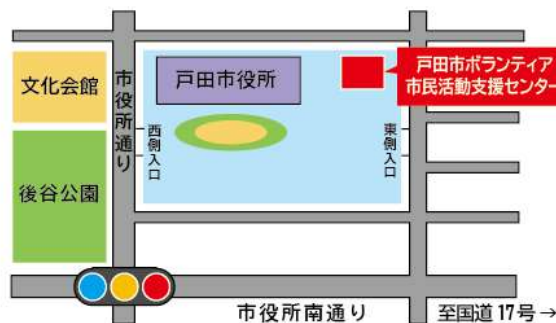 文化会館
後谷公園
市役所通り
戸田市役所
西側入口
東側入口
戸田市ボランティア
市民活動支援センター
市役所南通り
至国道17号→